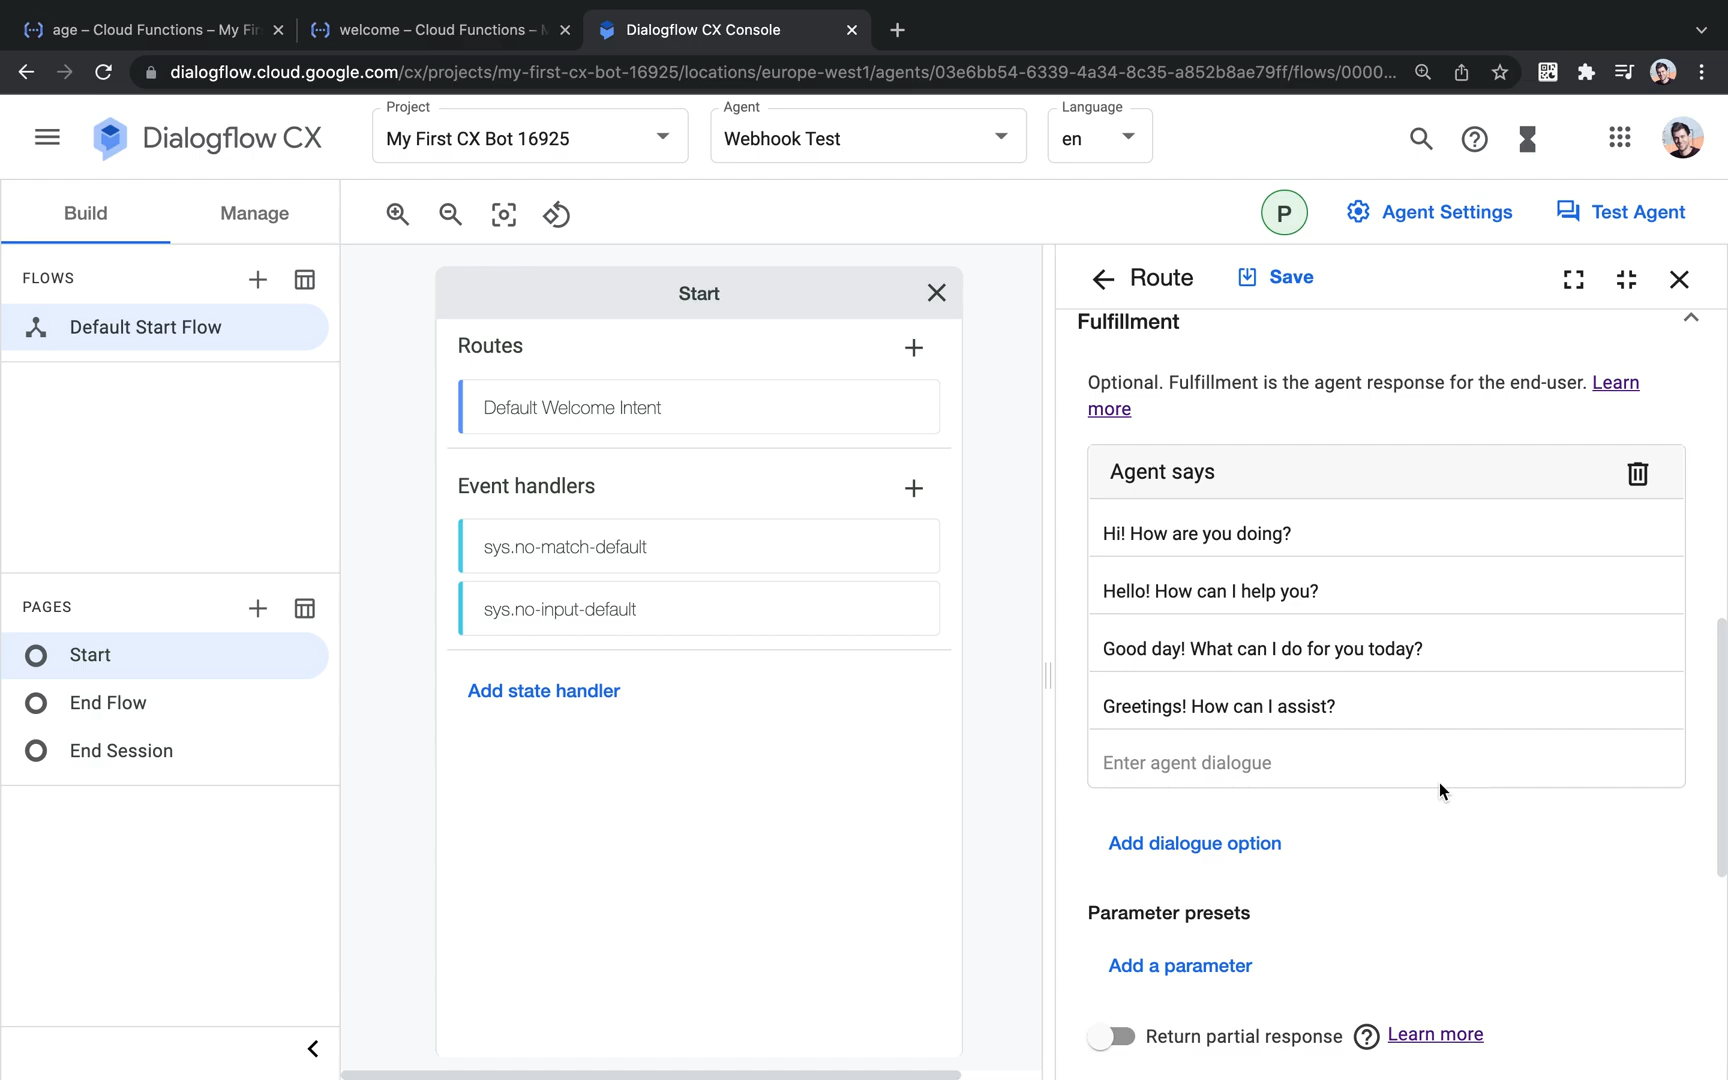 age – Cloud Functions – My Fir
welcome – Cloud Functions – M
Dialogflow CX Console
dialogflow.cloud.google.com/cx/projects/my-first-cx-bot-16925/locations/europe-west1/agents/03e6bb54-6339-4a34-8c35-a852b8ae79ff/flows/0000...
Dialogflow CX
Project
My First CX Bot 16925
Agent
Webhook Test
Language
en
Build
Manage
P
Agent Settings
Test Agent
FLOWS
Default Start Flow
PAGES
Start
End Flow
End Session
Start
Routes
Default Welcome Intent
Event handlers
sys.no-match-default
sys.no-input-default
Add state handler
Route
Save
Fulfillment
Optional. Fulfillment is the agent response for the end-user. Learn
more
Agent says
Hi! How are you doing?
Hello! How can I help you?
Good day! What can I do for you today?
Greetings! How can I assist?
Enter agent dialogue
Add dialogue option
Parameter presets
Add a parameter
Return partial response
Learn more